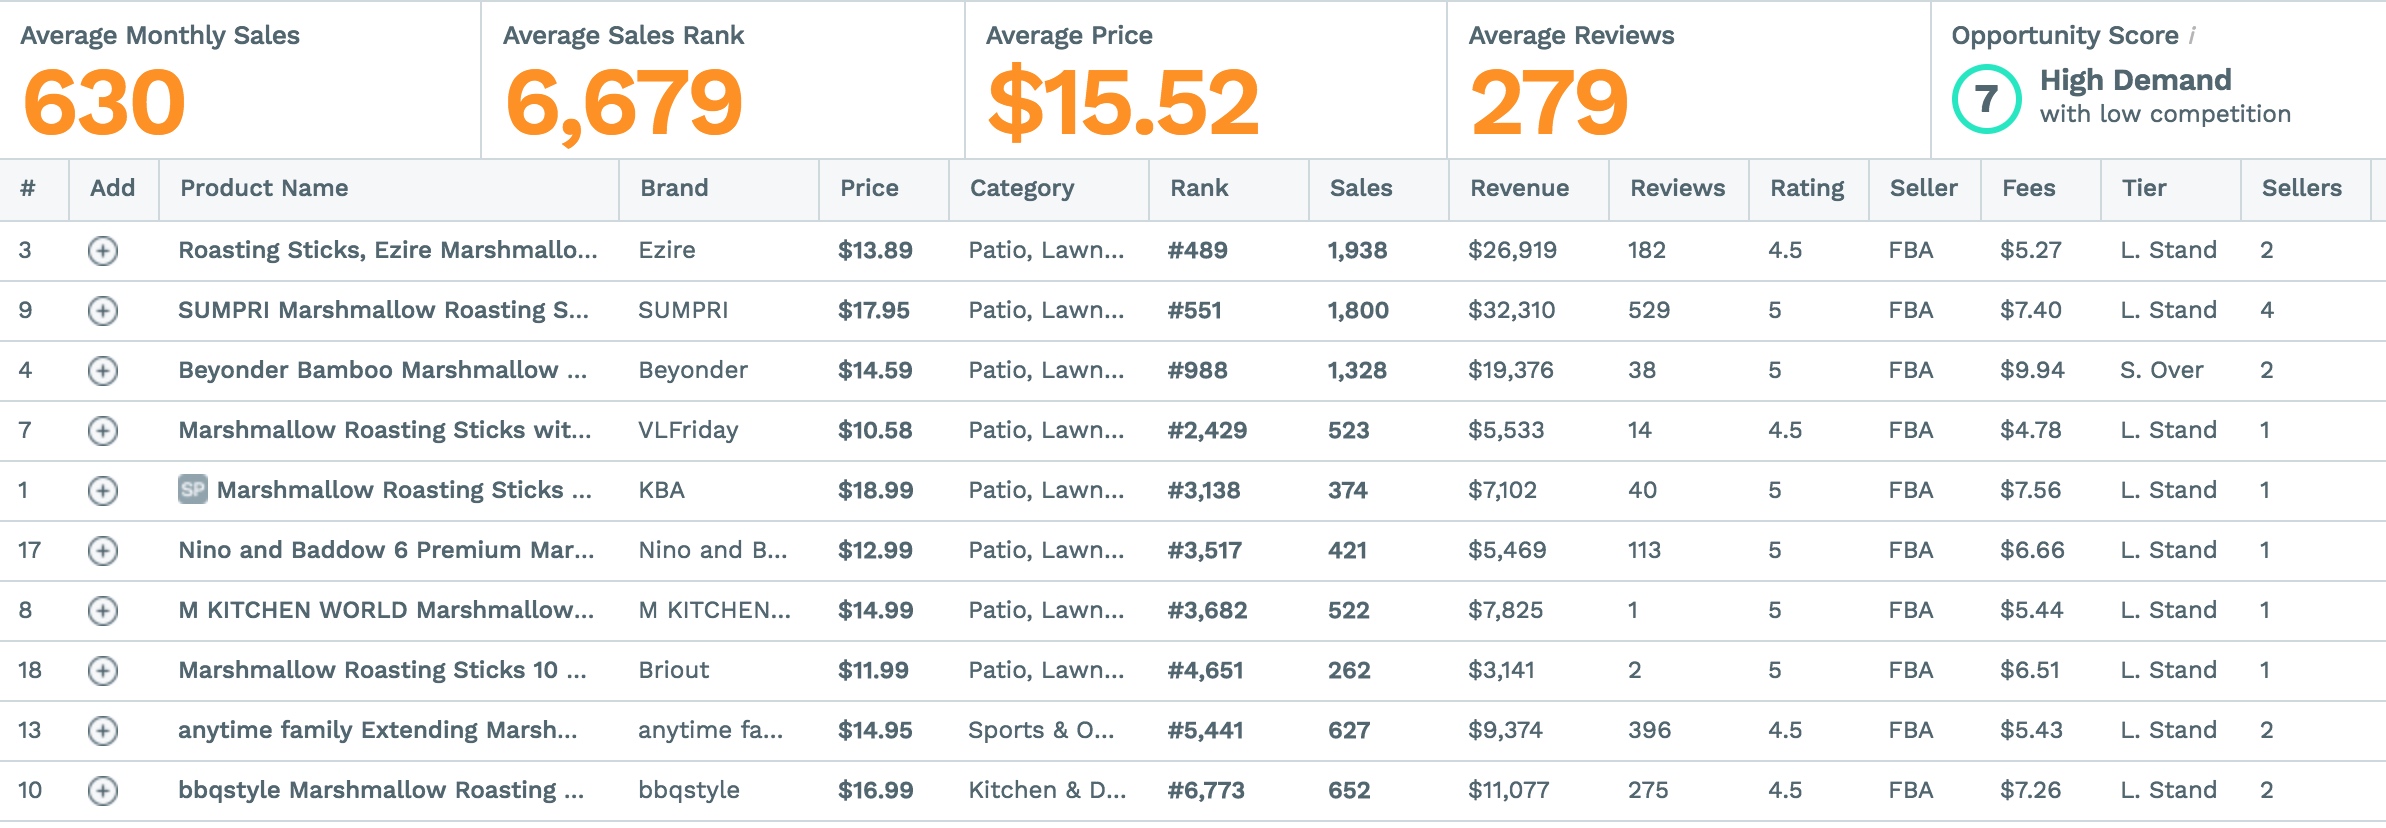 Average Monthly Sales Average Sales Rank Average Price Average Reviews Opportunity Score i
630 6,679 $15.52 279 7 High Demand
with low competition
# Add Product Name Brand Price Category Rank Sales Revenue Reviews Rating Seller Fees Tier Sellers
3 Roasting Sticks, Ezire Marshmallo... Ezire $13.89 Patio, Lawn... #489 1,938 $26,919 182 4.5 FBA $5.27 L. Stand 2
9 SUMPRI Marshmallow Roasting S... SUMPRI $17.95 Patio, Lawn... #551 1,800 $32,310 529 5 FBA $7.40 L. Stand 4
4 Beyonder Bamboo Marshmallow ... Beyonder $14.59 Patio, Lawn... #988 1,328 $19,376 38 5 FBA $9.94 S. Over 2
7 Marshmallow Roasting Sticks wit... VLFriday $10.58 Patio, Lawn... #2,429 523 $5,533 14 4.5 FBA $4.78 L. Stand 1
1 SP Marshmallow Roasting Sticks ... KBA $18.99 Patio, Lawn... #3,138 374 $7,102 40 5 FBA $7.56 L. Stand 1
17 Nino and Baddow 6 Premium Mar... Nino and B... $12.99 Patio, Lawn... #3,517 421 $5,469 113 5 FBA $6.66 L. Stand 1
8 M KITCHEN WORLD Marshmallow... M KITCHEN... $14.99 Patio, Lawn... #3,682 522 $7,825 1 5 FBA $5.44 L. Stand 1
18 Marshmallow Roasting Sticks 10 ... Briout $11.99 Patio, Lawn... #4,651 262 $3,141 2 5 FBA $6.51 L. Stand 1
13 anytime family Extending Marsh... anytime fa... $14.95 Sports & O... #5,441 627 $9,374 396 4.5 FBA $5.43 L. Stand 2
10 bbqstyle Marshmallow Roasting ... bbqstyle $16.99 Kitchen & D... #6,773 652 $11,077 275 4.5 FBA $7.26 L. Stand 2